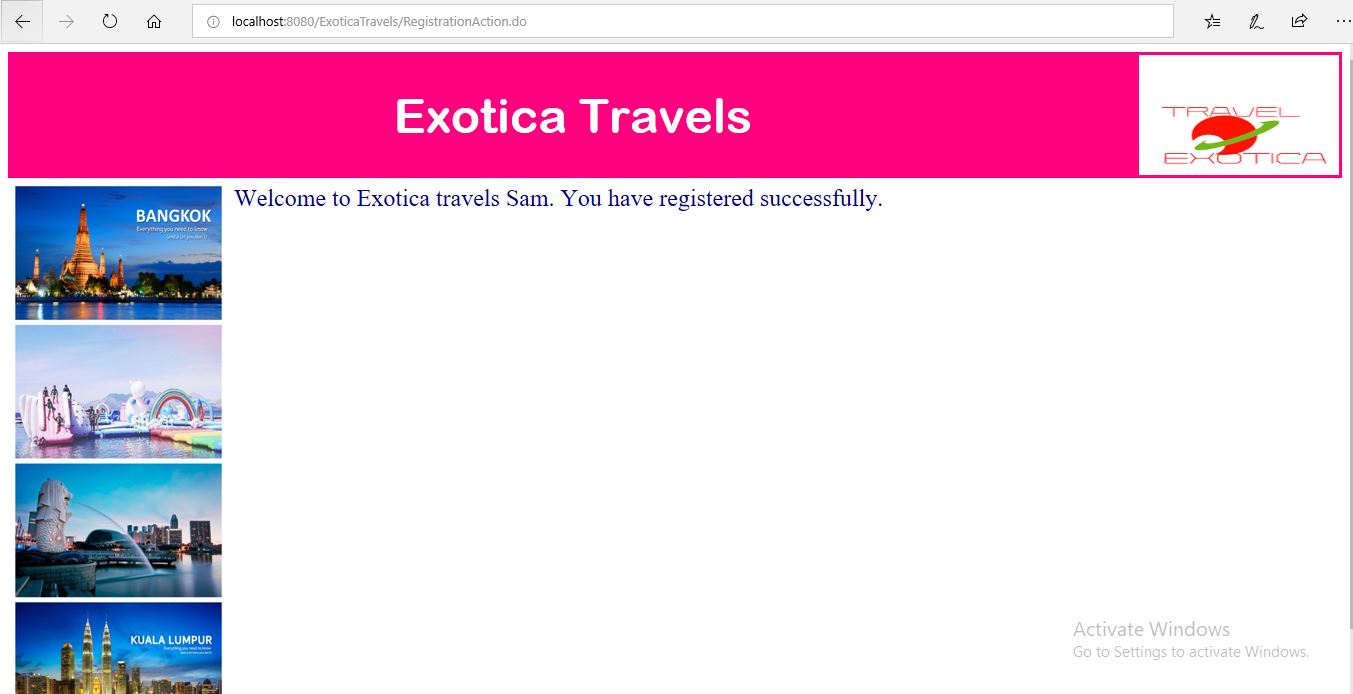 localhost:8080/ExoticaTravels/RegistrationAction.do
Exotica Travels
TRAVEL
EXOTICA
BANGKOK
Everything you need to know
(and a lot you don't)
Welcome to Exotica travels Sam. You have registered successfully.
KUALA LUMPUR
Everything you need to know
Activate Windows
Go to Settings to activate Windows.